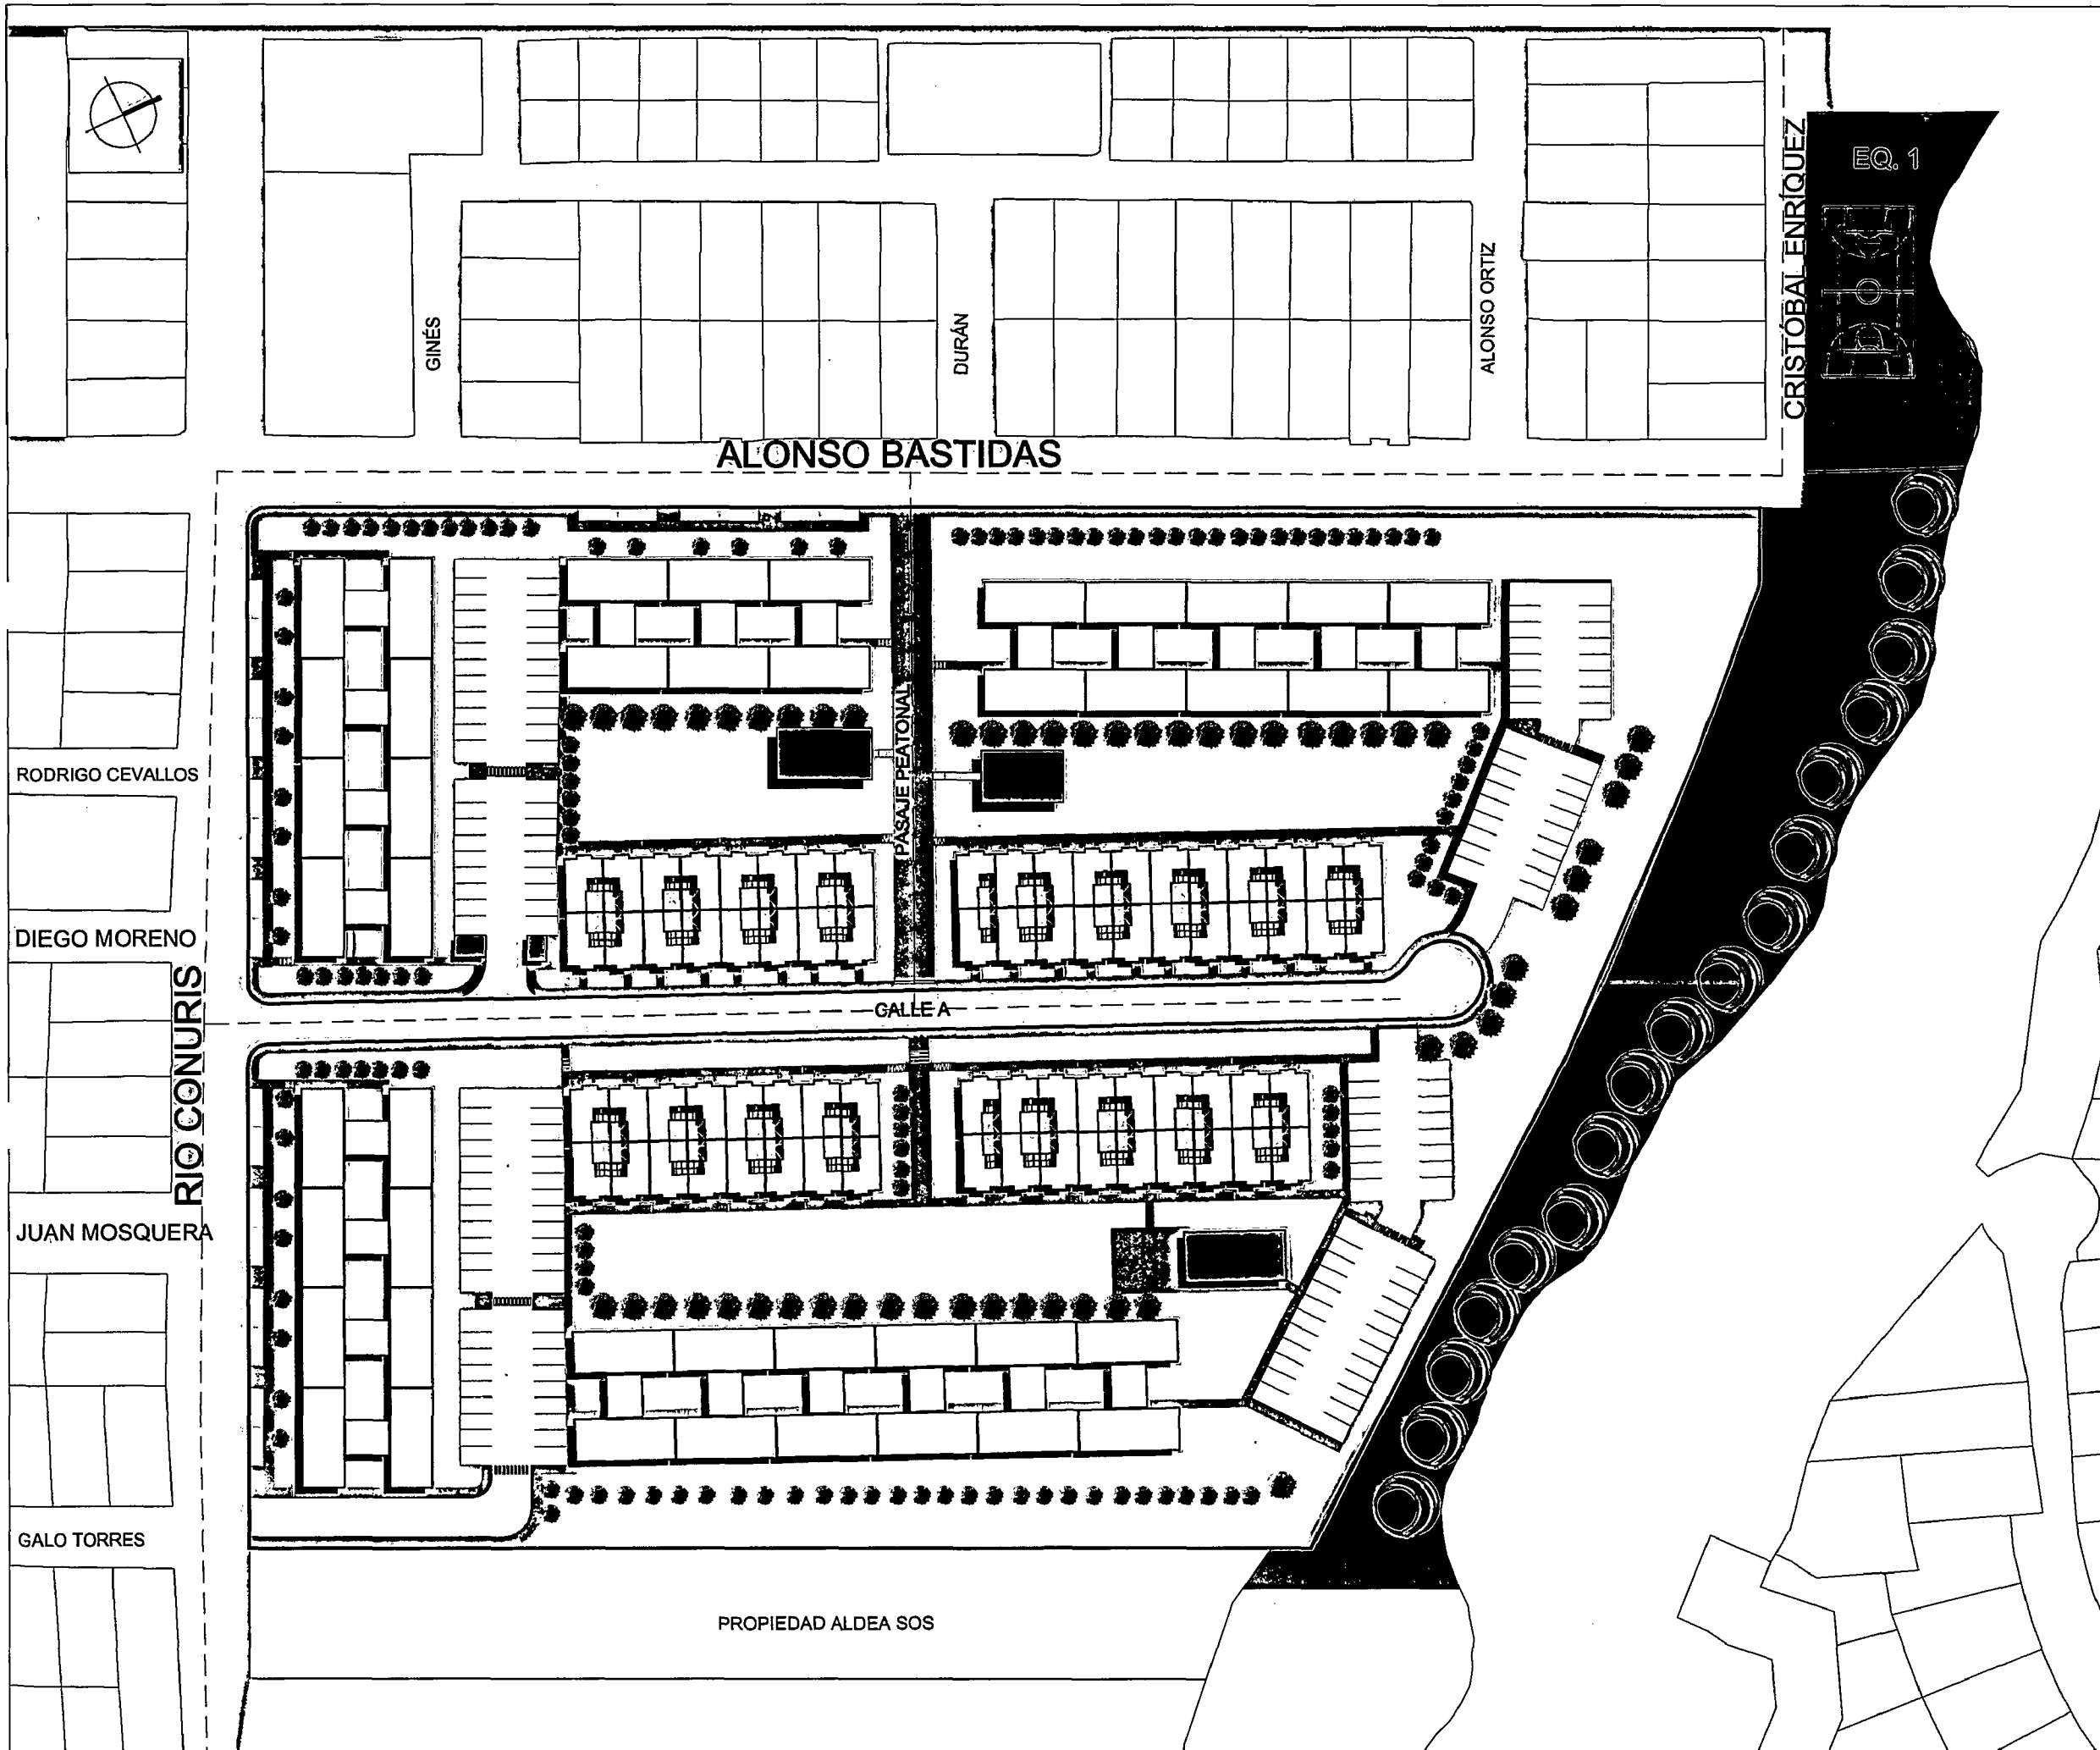 EQ. 1
CRISTÓBAL ENRÍQUEZ
GINÉS
DURÁN
ALONSO ORTIZ
ALONSO BASTIDAS
PASAJE PEATONAL
RODRIGO CEVALLOS
DIEGO MORENO
RIO CONURIS
CALLE A
JUAN MOSQUERA
GALO TORRES
PROPIEDAD ALDEA SOS